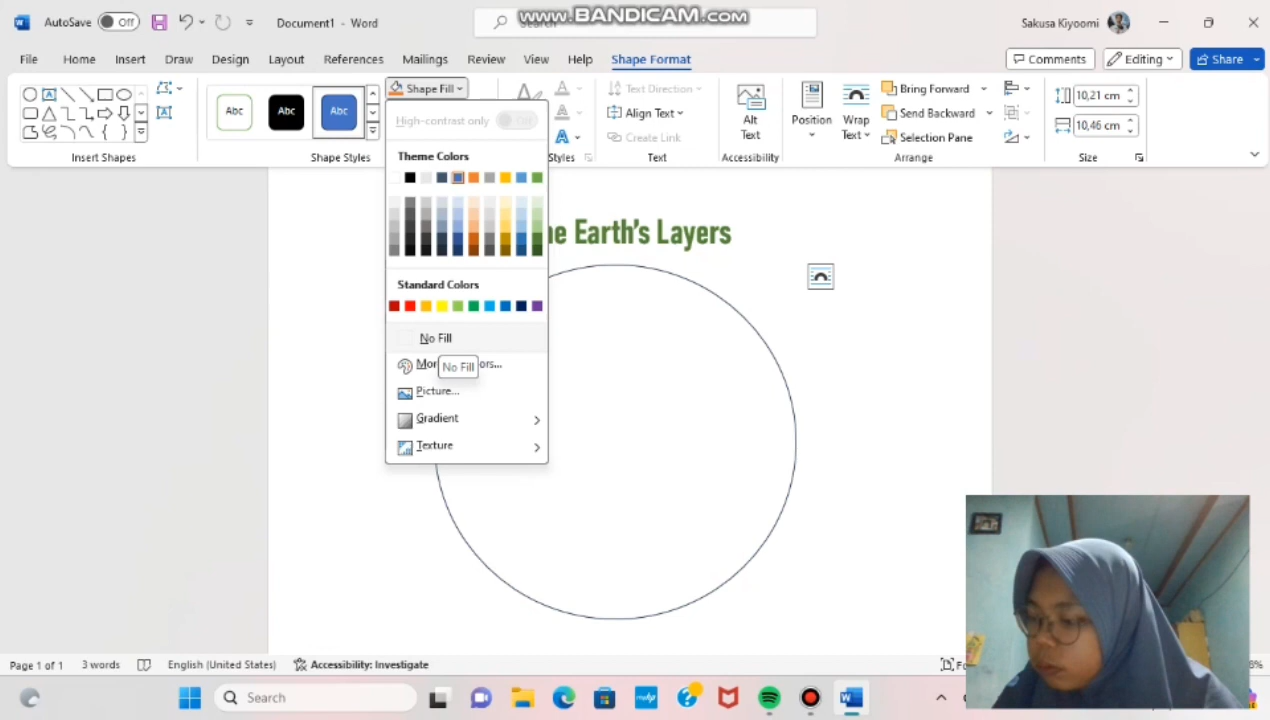 www.BANDICAM.com
AutoSave Off Document1 - Word Sakusa Kiyoomi
File Home Insert Draw Design Layout References Mailings Review View Help Shape Format Comments Editing Share
Shape Fill Text Direction Bring Forward 10,21 cm
Abc Abc Abc Align Text Send Backward 10,46 cm
High-contrast only Off Alt Text Position Wrap Text Create Link Selection Pane
Insert Shapes Shape Styles Styles Text Accessibility Arrange Size
Theme Colors
Earth's Layers
Standard Colors
No Fill
No Fill
Picture...
Gradient
Texture
Page 1 of 1 3 words English (United States) Accessibility: Investigate
Search